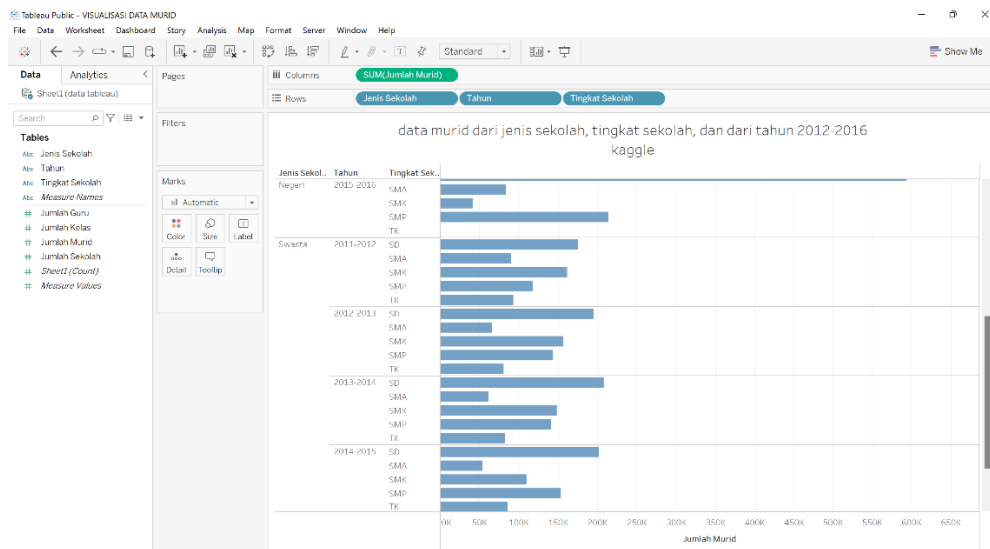 Tableau Public - VISUALISASI DATA MURID
File Data Worksheet Dashboard Story Analysis Map Format Server Window Help
Standard Show Me
Data Analytics
Sheet1 (data tableau)
Search
Tables
Abc Jenis Sekolah
Abc Tahun
Abc Tingkat Sekolah
Abc Measure Names
# Jumlah Guru
# Jumlah Kelas
# Jumlah Murid
# Jumlah Sekolah
# Sheet1 (Count)
# Measure Values
Pages
Filters
Marks
Automatic
Color Size Label
Detail Tooltip
Columns SUM(Jumlah Murid)
Rows Jenis Sekolah Tahun Tingkat Sekolah
data murid dari jenis sekolah, tingkat sekolah, dan dari tahun 2012-2016
kaggle
Jenis Sekol.. Tahun Tingkat Sek..
Negeri 2015-2016
SMA
SMK
SMP
TK
Swasta 2011-2012 SD
SMA
SMK
SMP
TK
2012-2013 SD
SMA
SMK
SMP
TK
2013-2014 SD
SMA
SMK
SMP
TK
2014-2015 SD
SMA
SMK
SMP
TK
0K 50K 100K 150K 200K 250K 300K 350K 400K 450K 500K 550K 600K 650K
Jumlah Murid